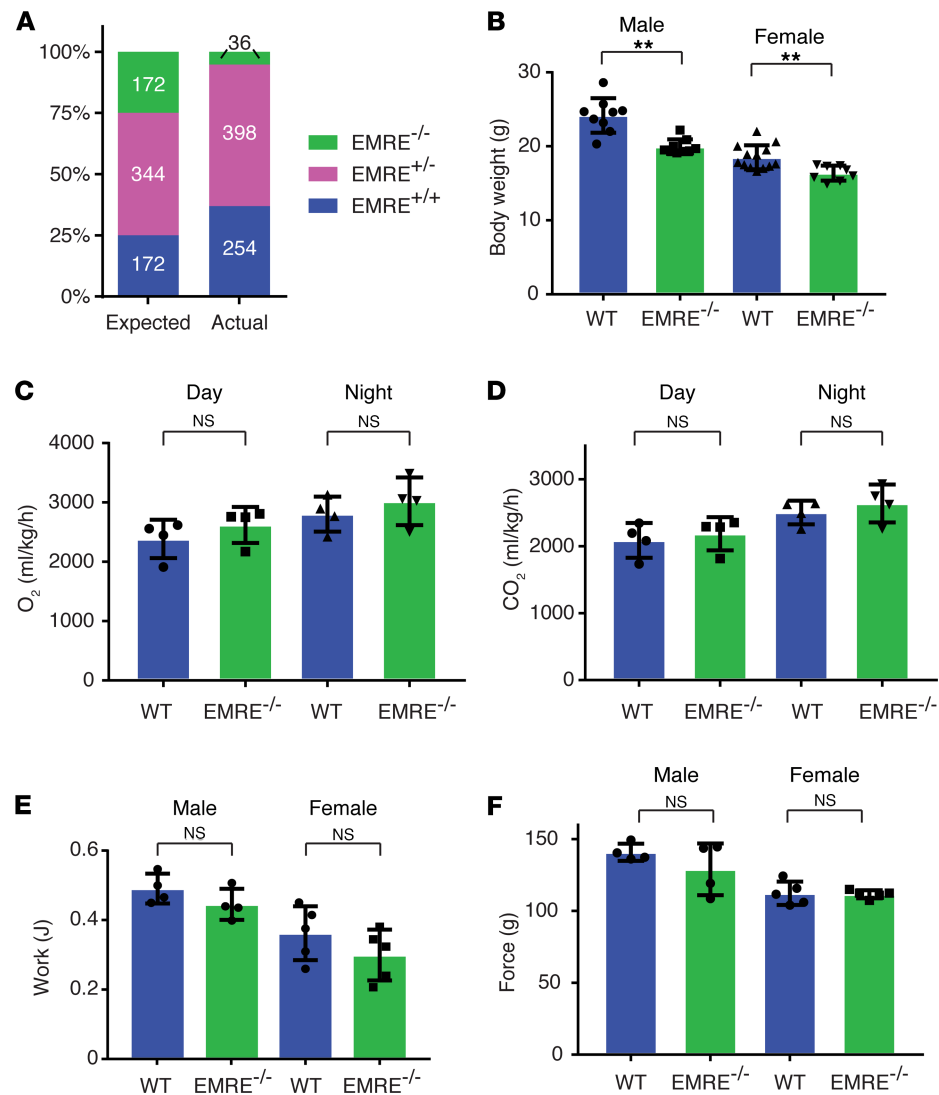 A
100%
75%
50%
25%
0%
172
344
172
36
398
254
Expected
Actual
EMRE-/-
EMRE+/-
EMRE+/+
B
Male
Female
**
**
Body weight (g)
30
20
10
0
WT
EMRE-/-
WT
EMRE-/-
C
Day
Night
NS
NS
O2 (ml/kg/h)
4000
3000
2000
1000
0
WT
EMRE-/-
WT
EMRE-/-
D
Day
Night
NS
NS
CO2 (ml/kg/h)
3000
2000
1000
0
WT
EMRE-/-
WT
EMRE-/-
E
Male
Female
NS
NS
Work (J)
0.6
0.4
0.2
0
WT
EMRE-/-
WT
EMRE-/-
F
Male
Female
NS
NS
Force (g)
150
100
50
0
WT
EMRE-/-
WT
EMRE-/-